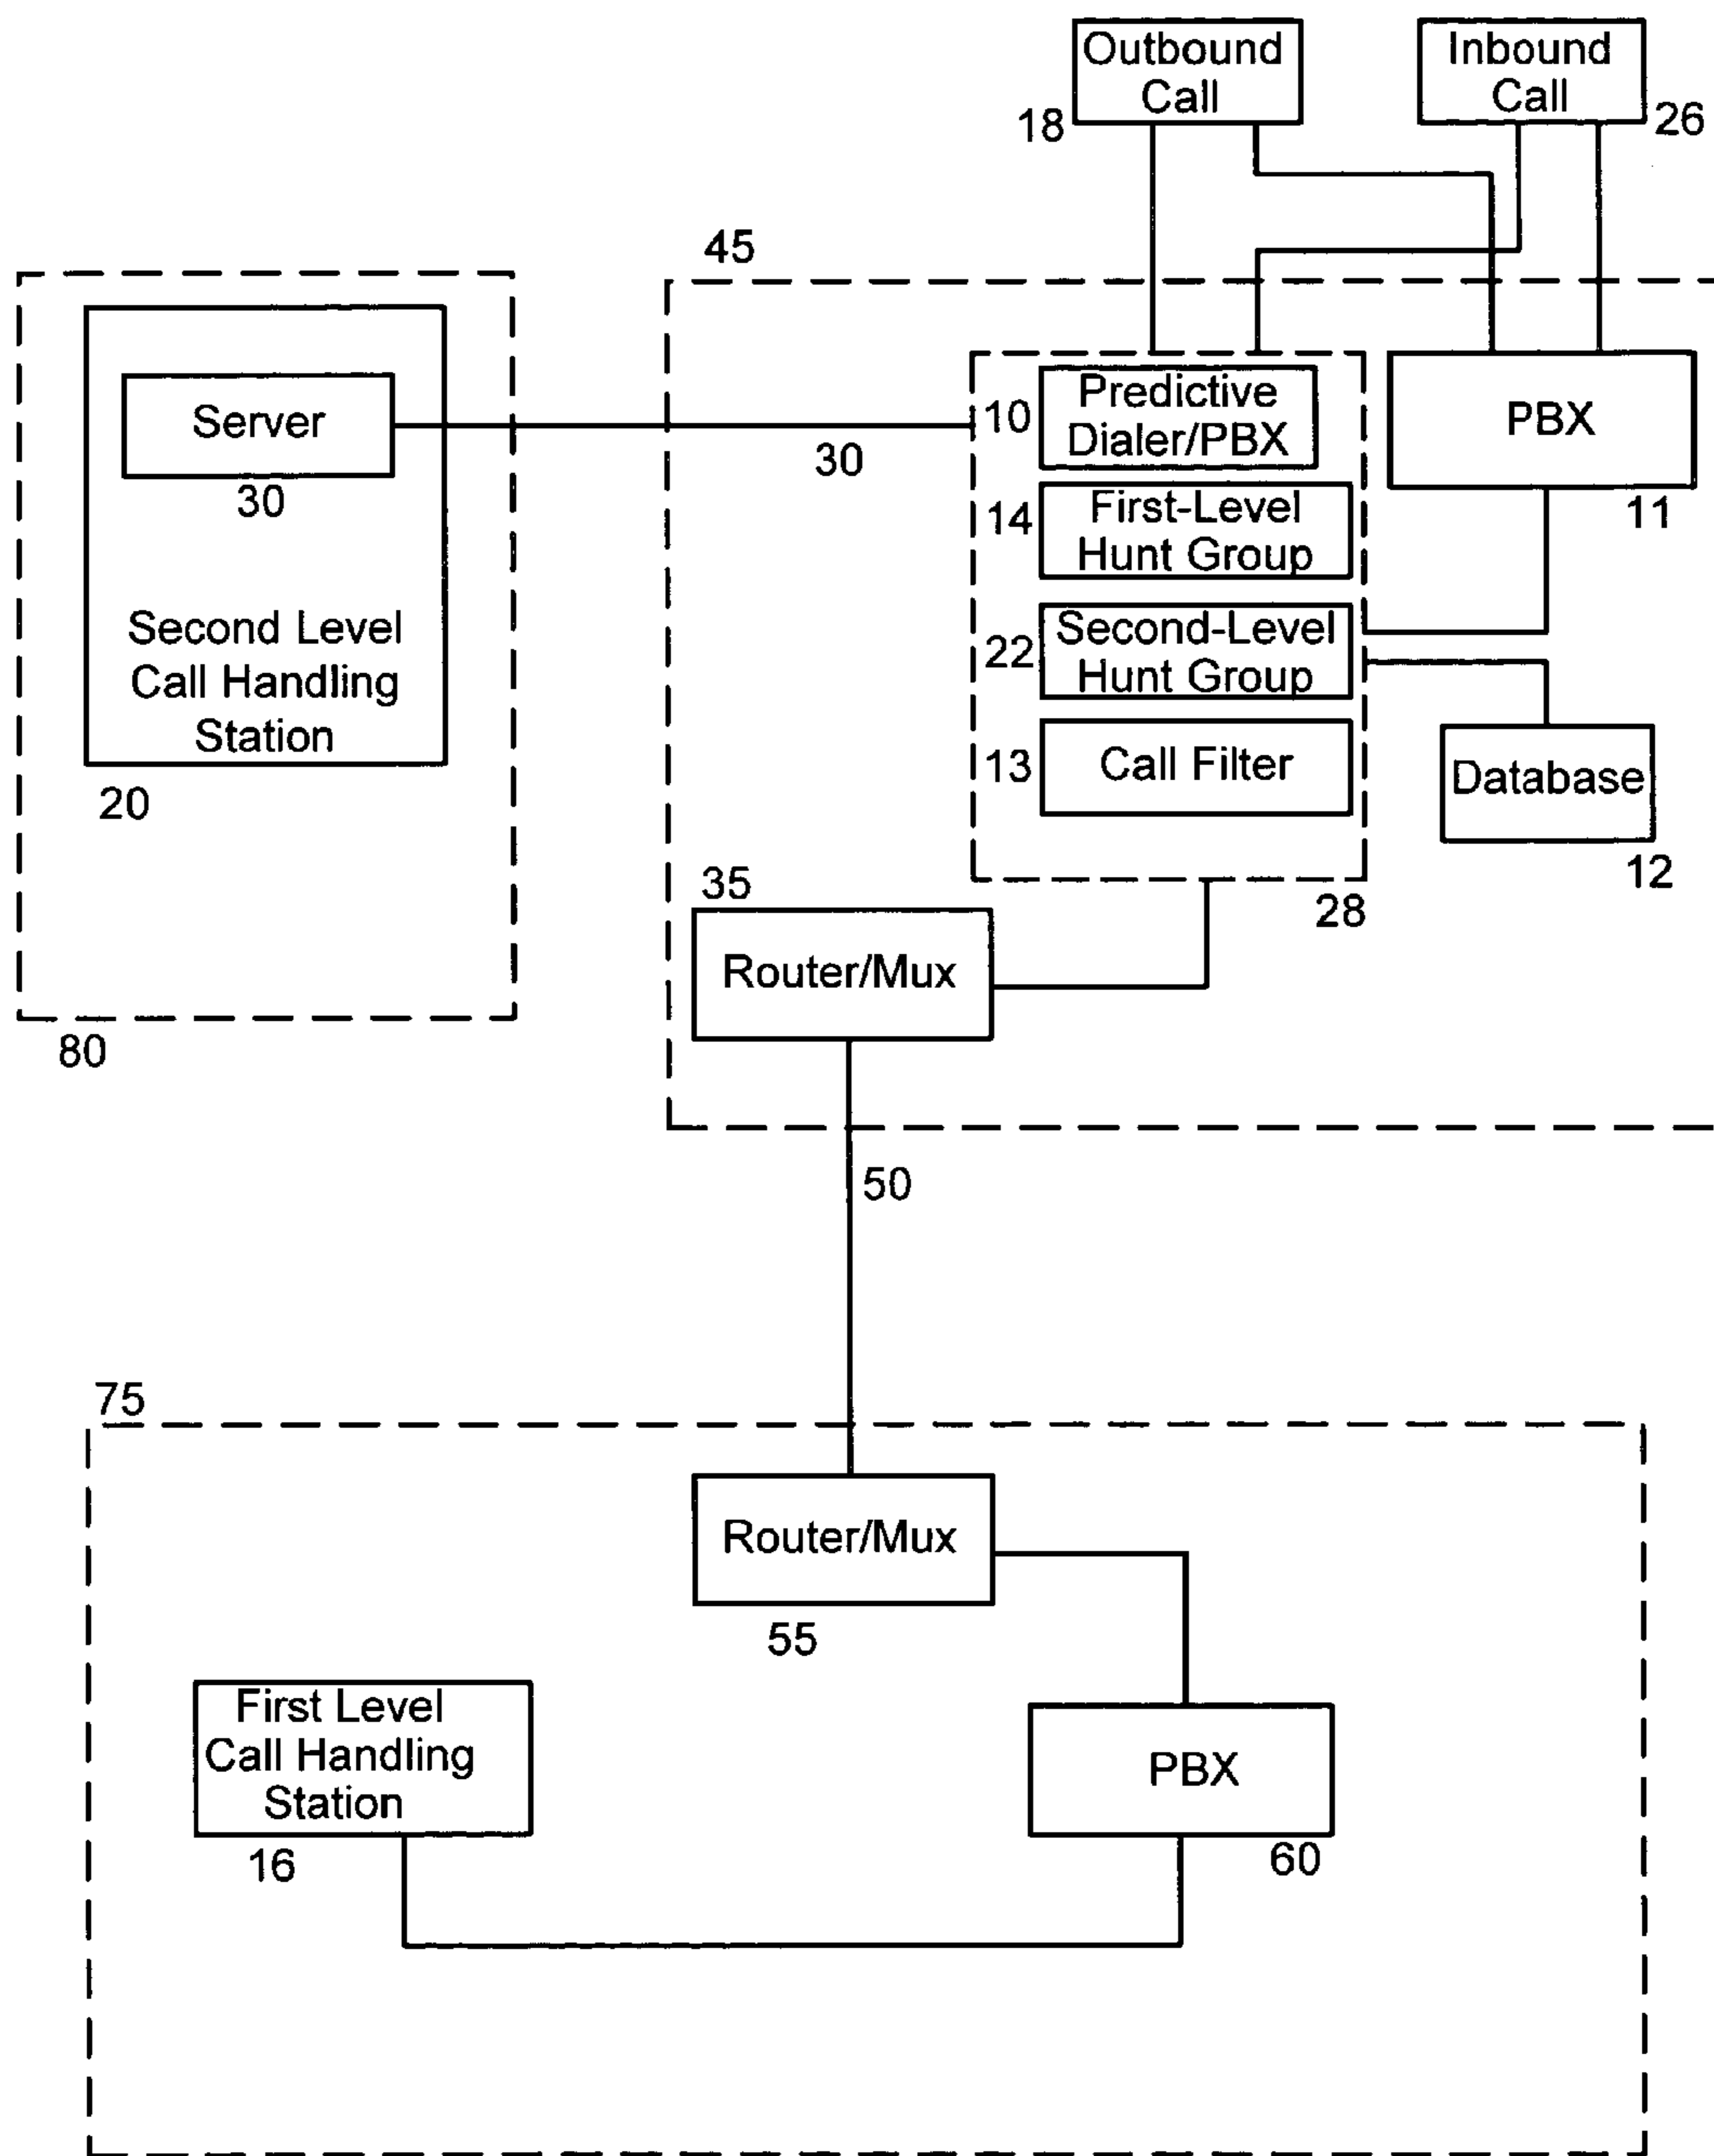 Outbound
Call
18
Inbound
Call
26
45
Server
30
Second Level
Call Handling
Station
20
80
30
10
Predictive
Dialer/PBX
14
First-Level
Hunt Group
22
Second-Level
Hunt Group
13
Call Filter
28
PBX
11
Database
12
35
Router/Mux
50
75
Router/Mux
55
First Level
Call Handling
Station
16
PBX
60